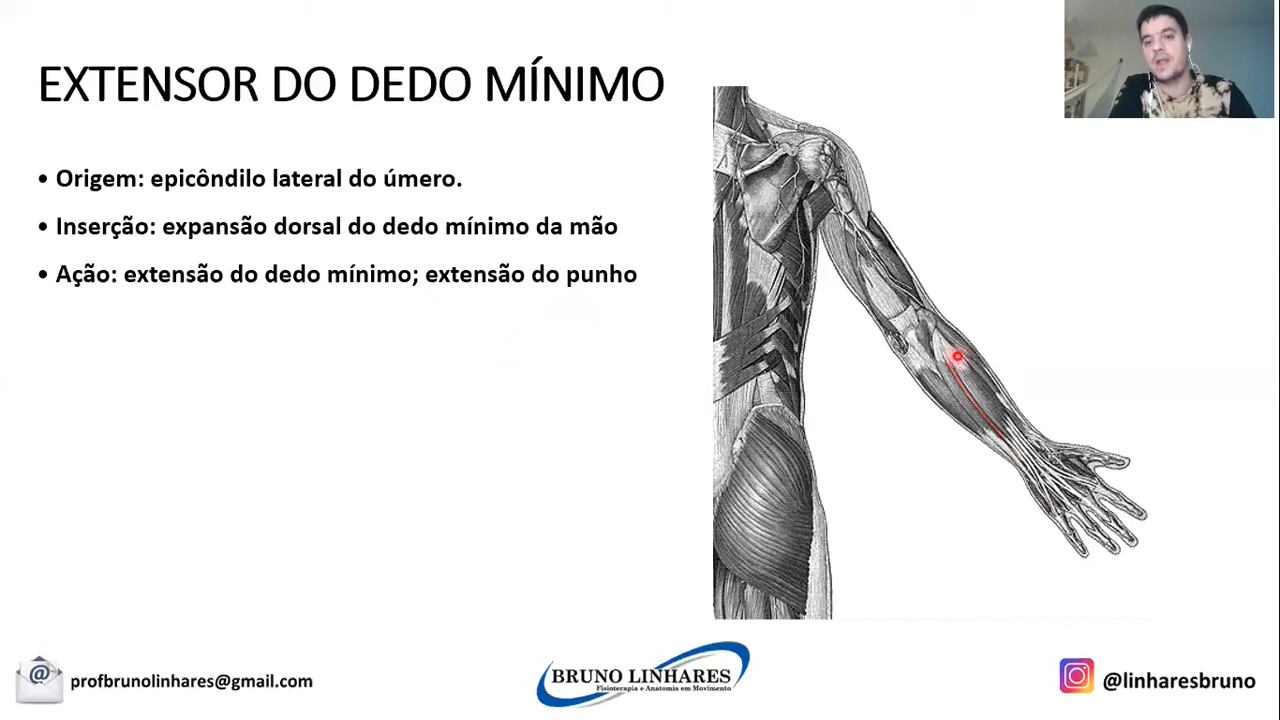 EXTENSOR DO DEDO MÍNIMO
• Origem: epicôndilo lateral do úmero.
• Inserção: expansão dorsal do dedo mínimo da mão
• Ação: extensão do dedo mínimo; extensão do punho
@
profbrunolinhares@gmail.com
BRUNO LINHARES
Fisioterapia e Anatomia em Movimento
@linharesbruno